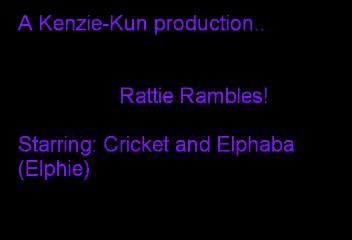 A Kenzie-Kun production..
Rattie Rambles!
Starring: Cricket and Elphaba
(Elphie)